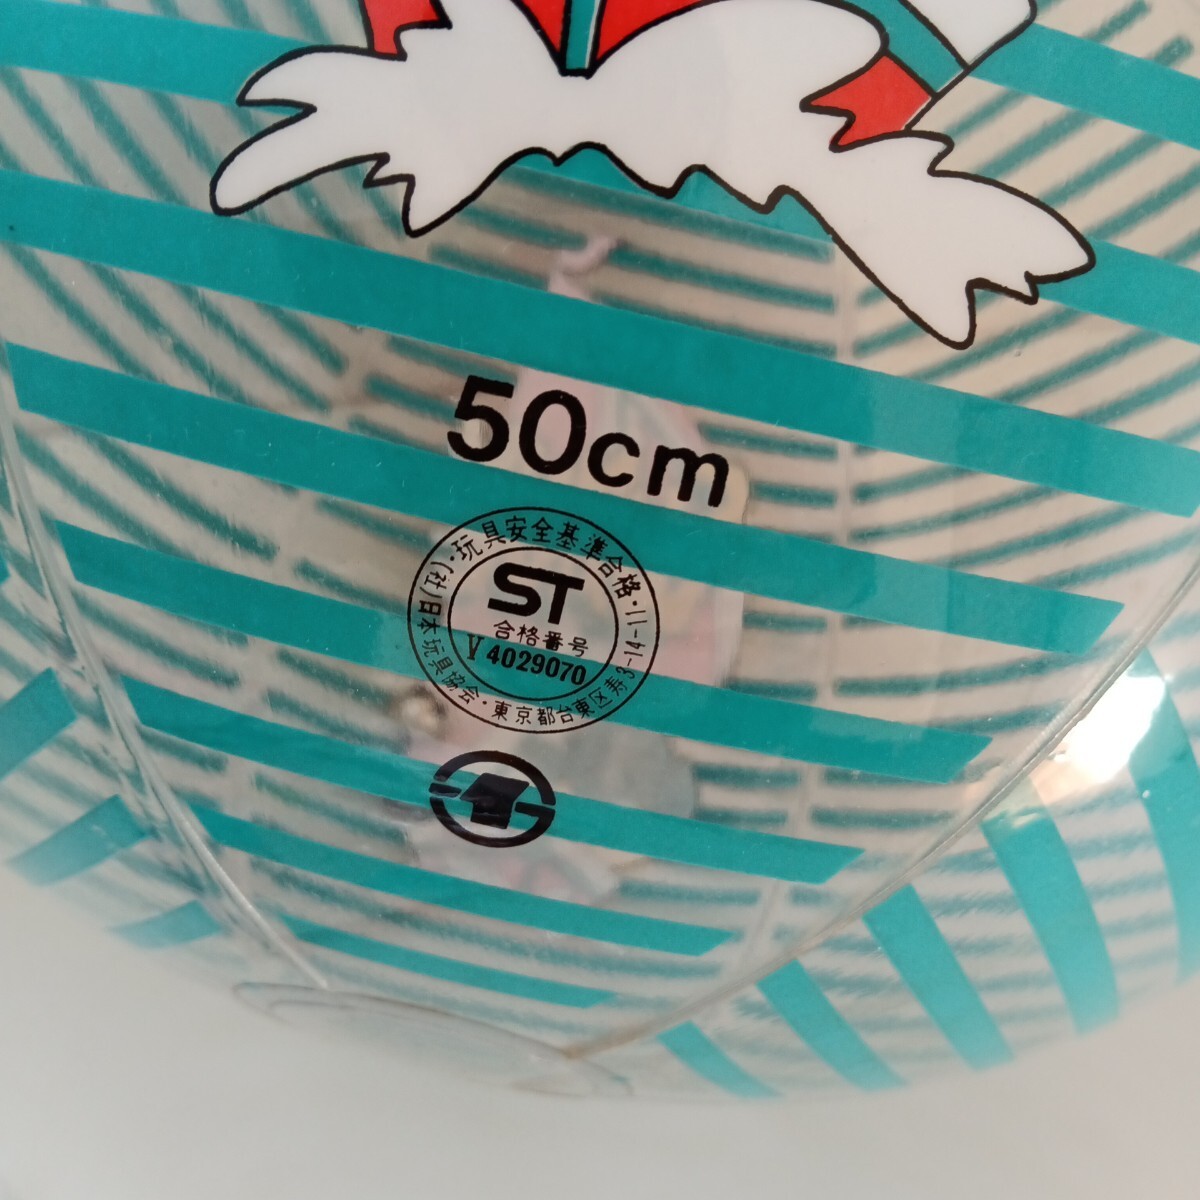 50cm
玩具安全基準合格・
(社)日本玩具協会・東京都台東区寿3-14-11・
ST
合格番号
V 4029070